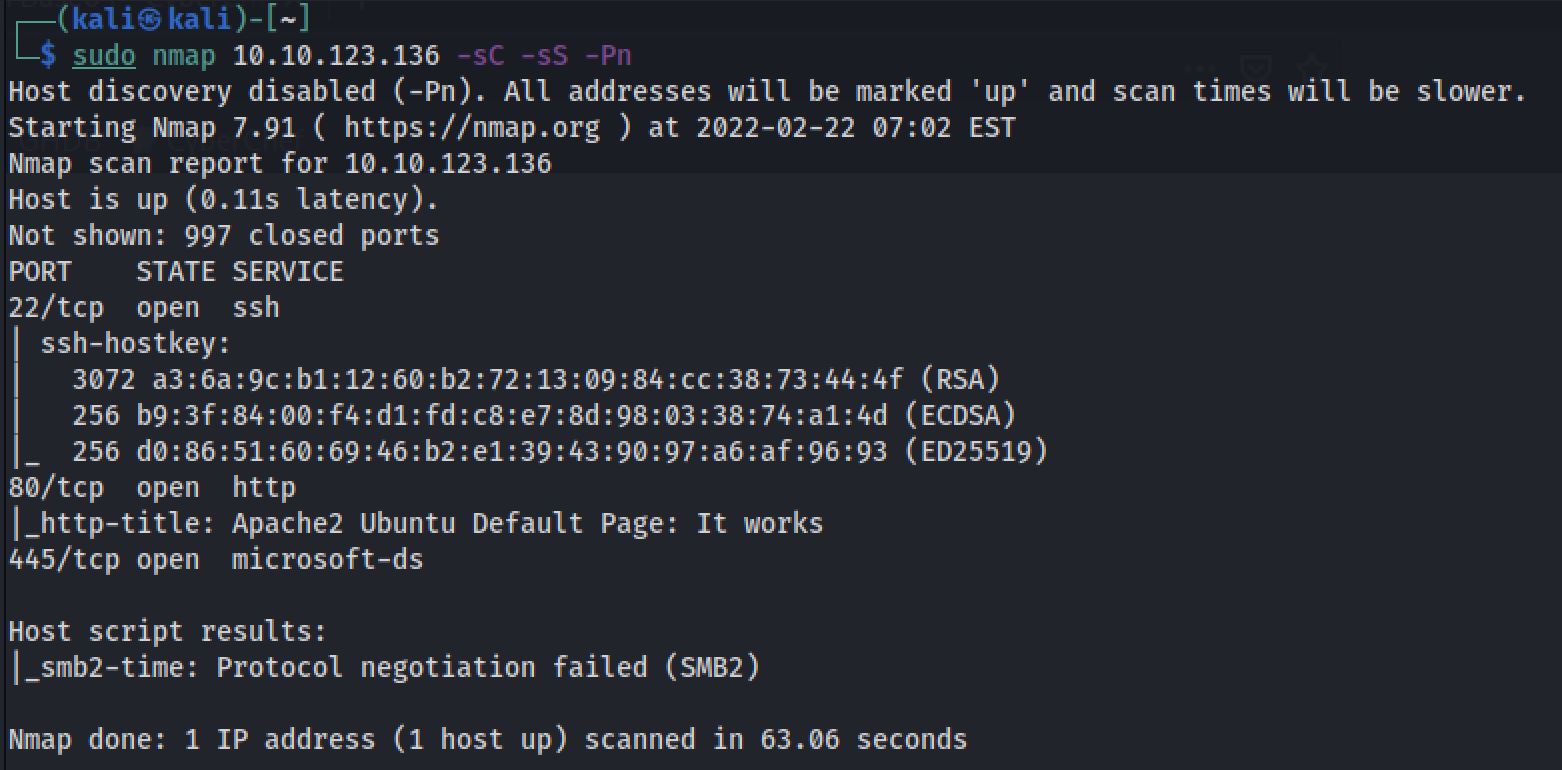 (kali㉿kali)-[~]
$ sudo nmap 10.10.123.136 -sC -sS -Pn
Host discovery disabled (-Pn). All addresses will be marked 'up' and scan times will be slower.
Starting Nmap 7.91 ( https://nmap.org ) at 2022-02-22 07:02 EST
Nmap scan report for 10.10.123.136
Host is up (0.11s latency).
Not shown: 997 closed ports
PORT    STATE SERVICE
22/tcp  open  ssh
| ssh-hostkey:
|   3072 a3:6a:9c:b1:12:60:b2:72:13:09:84:cc:38:73:44:4f (RSA)
|   256 b9:3f:84:00:f4:d1:fd:c8:e7:8d:98:03:38:74:a1:4d (ECDSA)
|_  256 d0:86:51:60:69:46:b2:e1:39:43:90:97:a6:af:96:93 (ED25519)
80/tcp  open  http
|_http-title: Apache2 Ubuntu Default Page: It works
445/tcp open  microsoft-ds
Host script results:
|_smb2-time: Protocol negotiation failed (SMB2)
Nmap done: 1 IP address (1 host up) scanned in 63.06 seconds